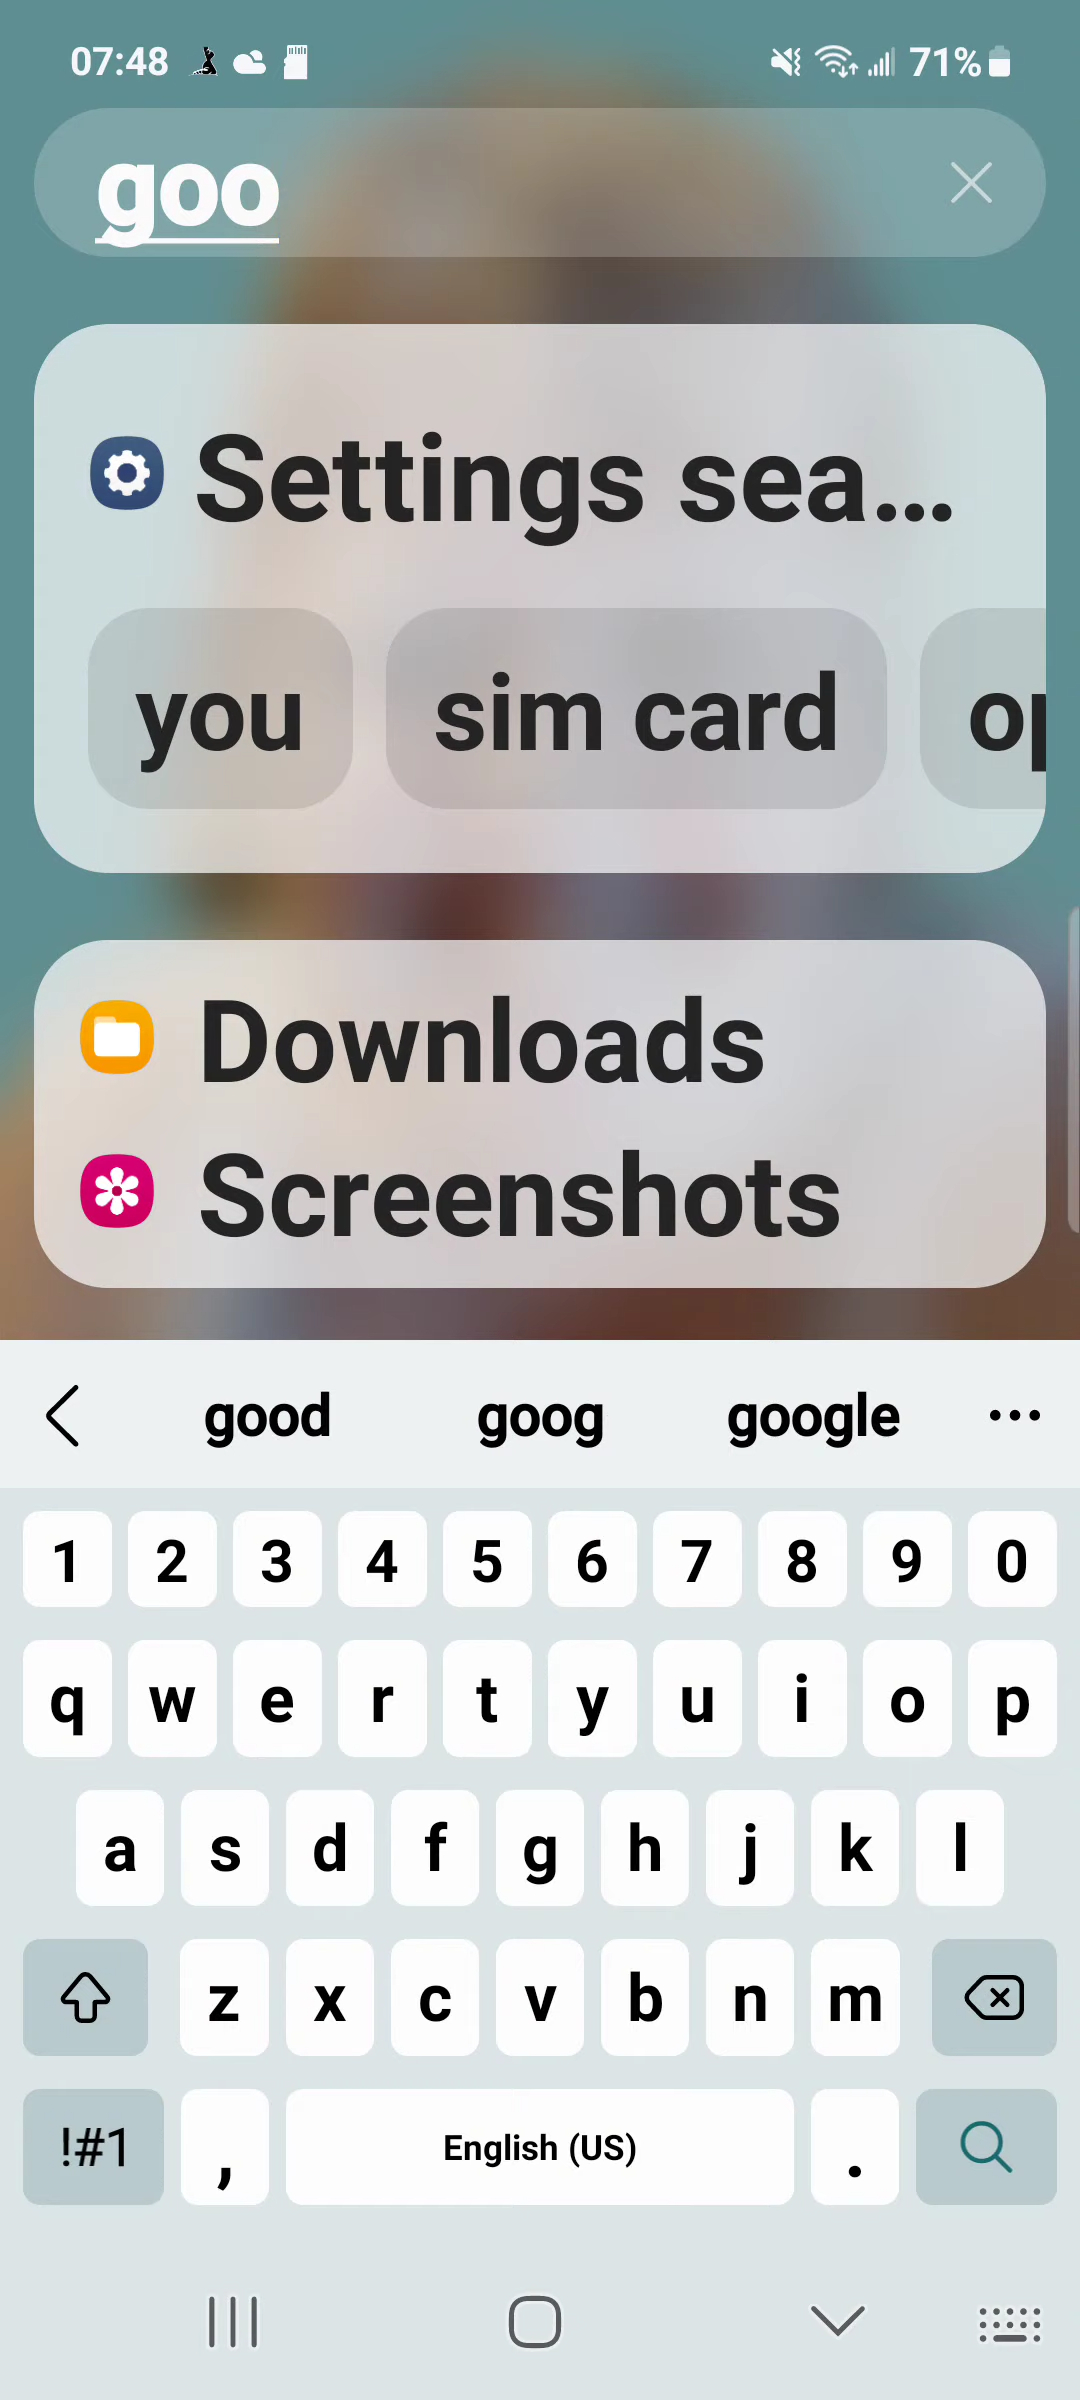 07:48 71%
goo
Settings sea...
you sim card op
Downloads
Screenshots
good goog google
1 2 3 4 5 6 7 8 9 0
q w e r t y u i o p
a s d f g h j k l
z x c v b n m
!#1 , English (US) .